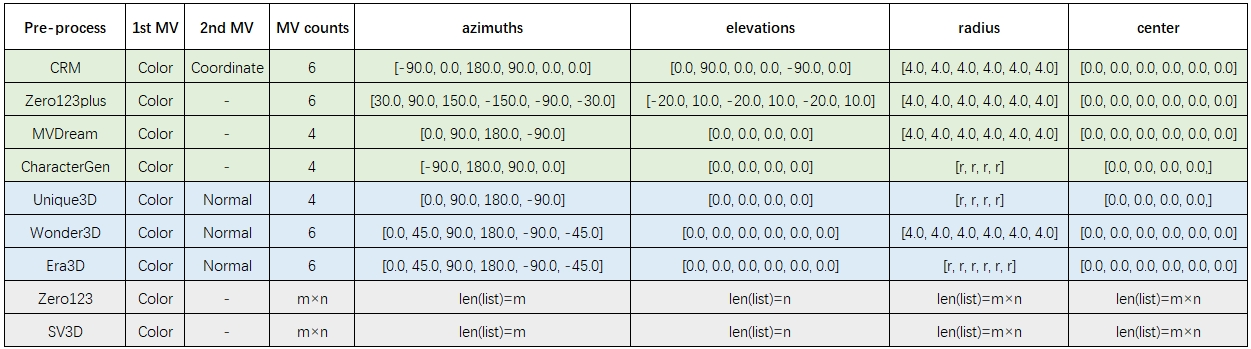 Pre-process 1st MV 2nd MV MV counts azimuths elevations radius center
CRM Color Coordinate 6 [-90.0, 0.0, 180.0, 90.0, 0.0, 0.0] [0.0, 90.0, 0.0, 0.0, -90.0, 0.0] [4.0, 4.0, 4.0, 4.0, 4.0, 4.0] [0.0, 0.0, 0.0, 0.0, 0.0, 0.0]
Zero123plus Color - 6 [30.0, 90.0, 150.0, -150.0, -90.0, -30.0] [-20.0, 10.0, -20.0, 10.0, -20.0, 10.0] [4.0, 4.0, 4.0, 4.0, 4.0, 4.0] [0.0, 0.0, 0.0, 0.0, 0.0, 0.0]
MVDream Color - 4 [0.0, 90.0, 180.0, -90.0] [0.0, 0.0, 0.0, 0.0] [4.0, 4.0, 4.0, 4.0, 4.0, 4.0] [0.0, 0.0, 0.0, 0.0, 0.0, 0.0]
CharacterGen Color - 4 [-90.0, 180.0, 90.0, 0.0] [0.0, 0.0, 0.0, 0.0] [r, r, r, r] [0.0, 0.0, 0.0, 0.0,]
Unique3D Color Normal 4 [0.0, 90.0, 180.0, -90.0] [0.0, 0.0, 0.0, 0.0] [r, r, r, r] [0.0, 0.0, 0.0, 0.0,]
Wonder3D Color Normal 6 [0.0, 45.0, 90.0, 180.0, -90.0, -45.0] [0.0, 0.0, 0.0, 0.0, 0.0, 0.0] [4.0, 4.0, 4.0, 4.0, 4.0, 4.0] [0.0, 0.0, 0.0, 0.0, 0.0, 0.0]
Era3D Color Normal 6 [0.0, 45.0, 90.0, 180.0, -90.0, -45.0] [0.0, 0.0, 0.0, 0.0, 0.0, 0.0] [r, r, r, r, r, r] [0.0, 0.0, 0.0, 0.0, 0.0, 0.0]
Zero123 Color - m×n len(list)=m len(list)=n len(list)=m×n len(list)=m×n
SV3D Color - m×n len(list)=m len(list)=n len(list)=m×n len(list)=m×n